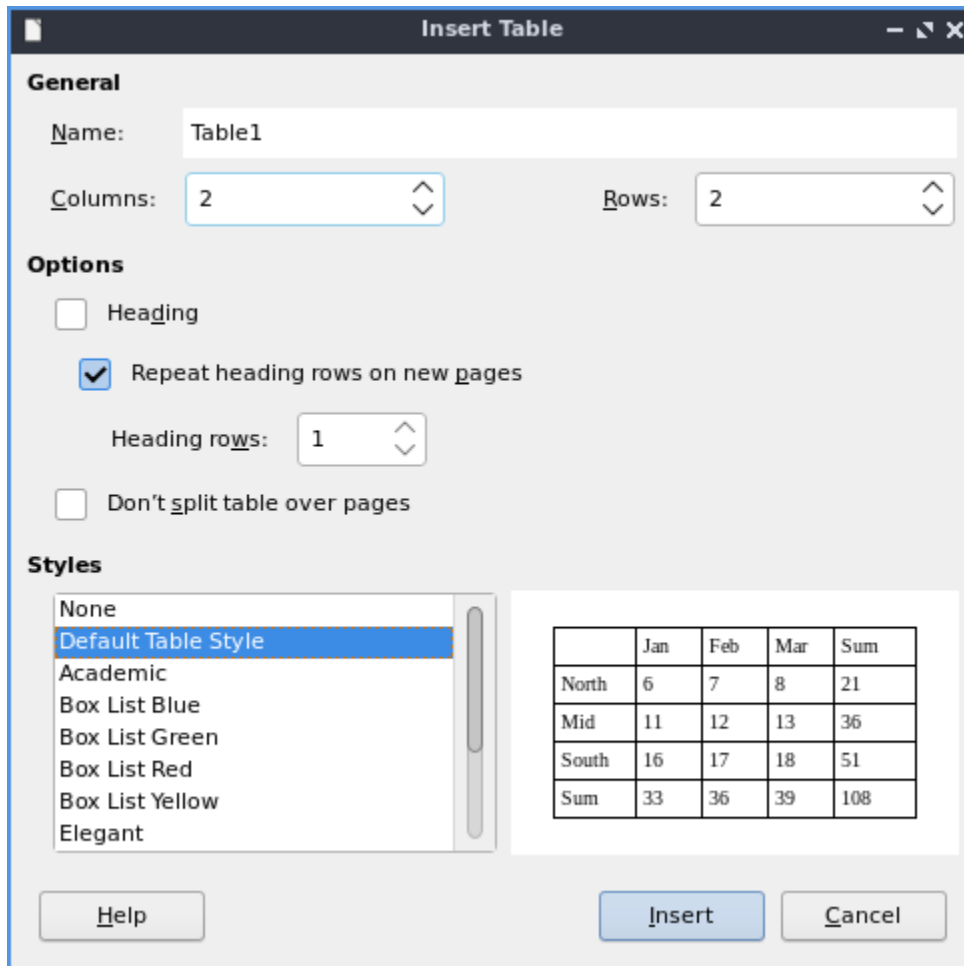 Insert Table
General
Name: Table1
Columns: 2 Rows: 2
Options
Heading
Repeat heading rows on new pages
Heading rows: 1
Don’t split table over pages
Styles
None
Default Table Style
Academic
Box List Blue
Box List Green
Box List Red
Box List Yellow
Elegant
Jan Feb Mar Sum
North 6 7 8 21
Mid 11 12 13 36
South 16 17 18 51
Sum 33 36 39 108
Help Insert Cancel